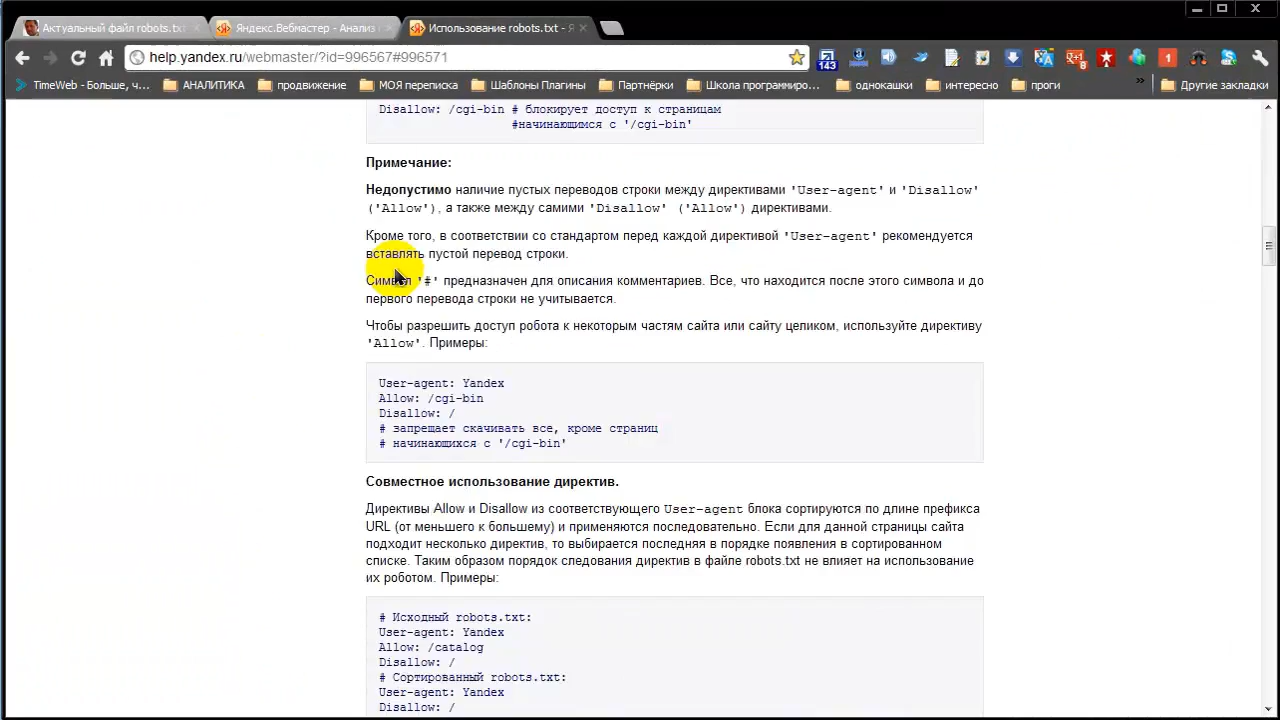 Актуальный файл robots.txt
Яндекс.Вебмастер - Анализ
Использование robots.txt - Я
help.yandex.ru/webmaster/?id=996567#996571
143
8
1
TimeWeb - Больше, ч...
АНАЛИТИКА
продвижение
МОЯ переписка
Шаблоны Плагины
Партнёрки
Школа программиро...
однокашки
интересно
проги
»
Другие закладки
Disallow: /cgi-bin # блокирует доступ к страницам
#начинающимся с '/cgi-bin'
Примечание:
Недопустимо наличие пустых переводов строки между директивами 'User-agent' и 'Disallow'
('Allow'), а также между самими 'Disallow' ('Allow') директивами.
Кроме того, в соответствии со стандартом перед каждой директивой 'User-agent' рекомендуется
вставлять пустой перевод строки.
Символ '#' предназначен для описания комментариев. Все, что находится после этого символа и до
первого перевода строки не учитывается.
Чтобы разрешить доступ робота к некоторым частям сайта или сайту целиком, используйте директиву
'Allow'. Примеры:
User-agent: Yandex
Allow: /cgi-bin
Disallow: /
# запрещает скачивать все, кроме страниц
# начинающихся с '/cgi-bin'
Совместное использование директив.
Директивы Allow и Disallow из соответствующего User-agent блока сортируются по длине префикса
URL (от меньшего к большему) и применяются последовательно. Если для данной страницы сайта
подходит несколько директив, то выбирается последняя в порядке появления в сортированном
списке. Таким образом порядок следования директив в файле robots.txt не влияет на использование
их роботом. Примеры:
# Исходный robots.txt:
User-agent: Yandex
Allow: /catalog
Disallow: /
# Сортированный robots.txt:
User-agent: Yandex
Disallow: /